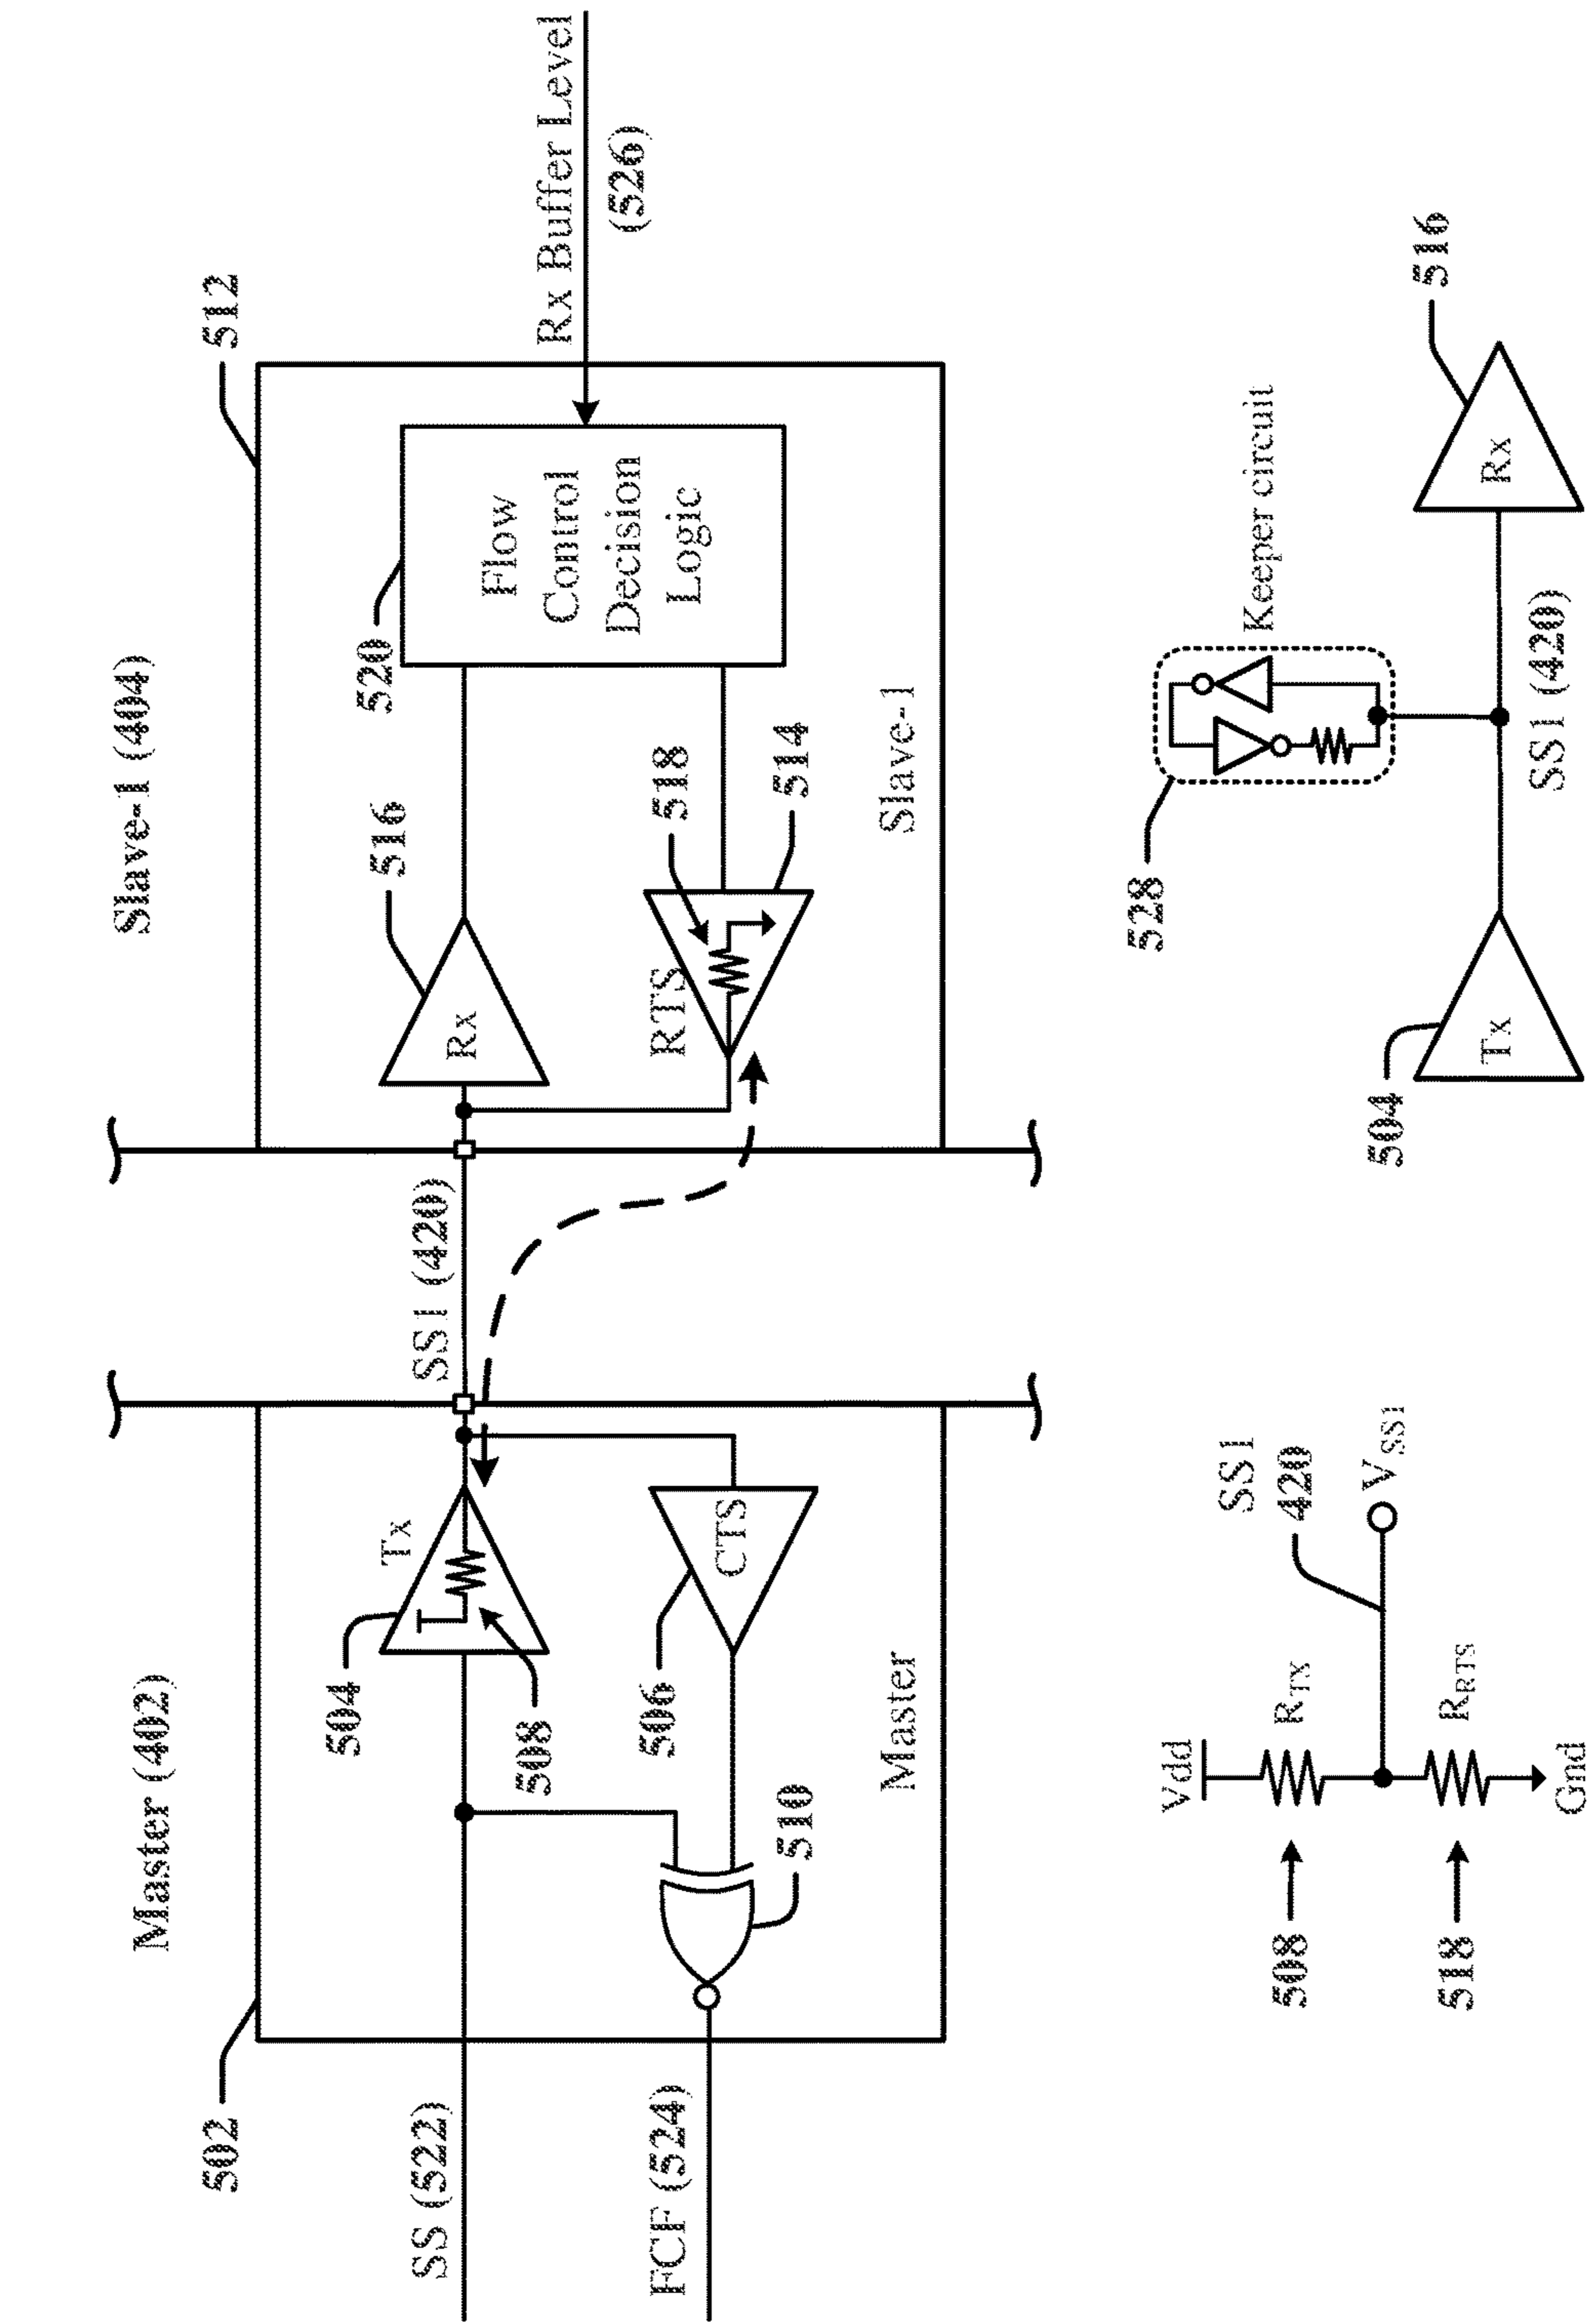 Master (402)
Slave-1 (404)
502
512
504
Tx
SS1 (420)
516
Rx
520
Flow
Control
Decision
Logic
Rx Buffer Level
(526)
SS (522)
508
506
CTS
RTS
518
514
FCF (524)
510
Master
Slave-1
Vdd
508
R_TX
SS1
420
V_SS1
518
R_RTS
Gnd
528
Keeper circuit
504
Tx
SS1 (420)
Rx
516